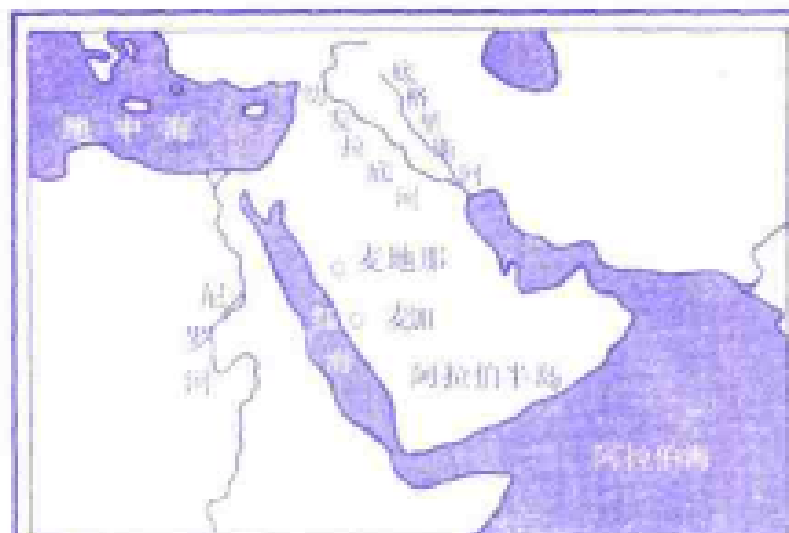 地中海
幼发拉底河
底格里斯河
麦地那
尼罗河
红海
麦加
阿拉伯半岛
阿拉伯海